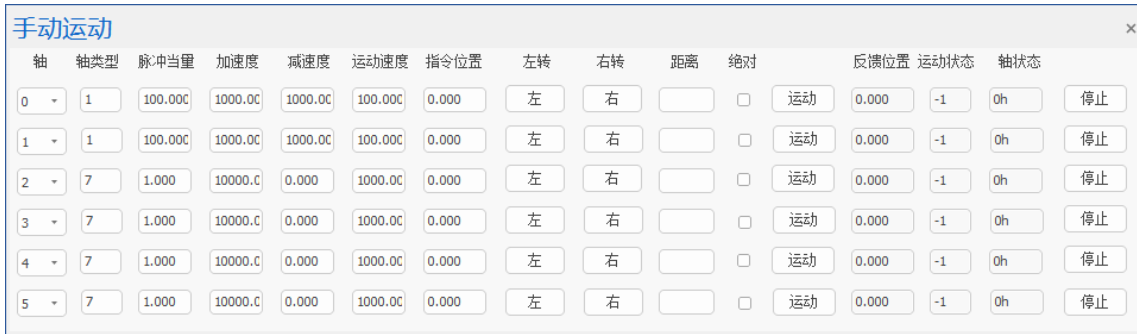 手动运动 ×
轴 轴类型 脉冲当量 加速度 减速度 运动速度 指令位置 左转 右转 距离 绝对 反馈位置 运动状态 轴状态
0 1 100.000 1000.00 1000.00 100.000 0.000 左 右 运动 0.000 -1 0h 停止
1 1 100.000 1000.00 1000.00 100.000 0.000 左 右 运动 0.000 -1 0h 停止
2 7 1.000 10000.0 0.000 1000.00 0.000 左 右 运动 0.000 -1 0h 停止
3 7 1.000 10000.0 0.000 1000.00 0.000 左 右 运动 0.000 -1 0h 停止
4 7 1.000 10000.0 0.000 1000.00 0.000 左 右 运动 0.000 -1 0h 停止
5 7 1.000 10000.0 0.000 1000.00 0.000 左 右 运动 0.000 -1 0h 停止